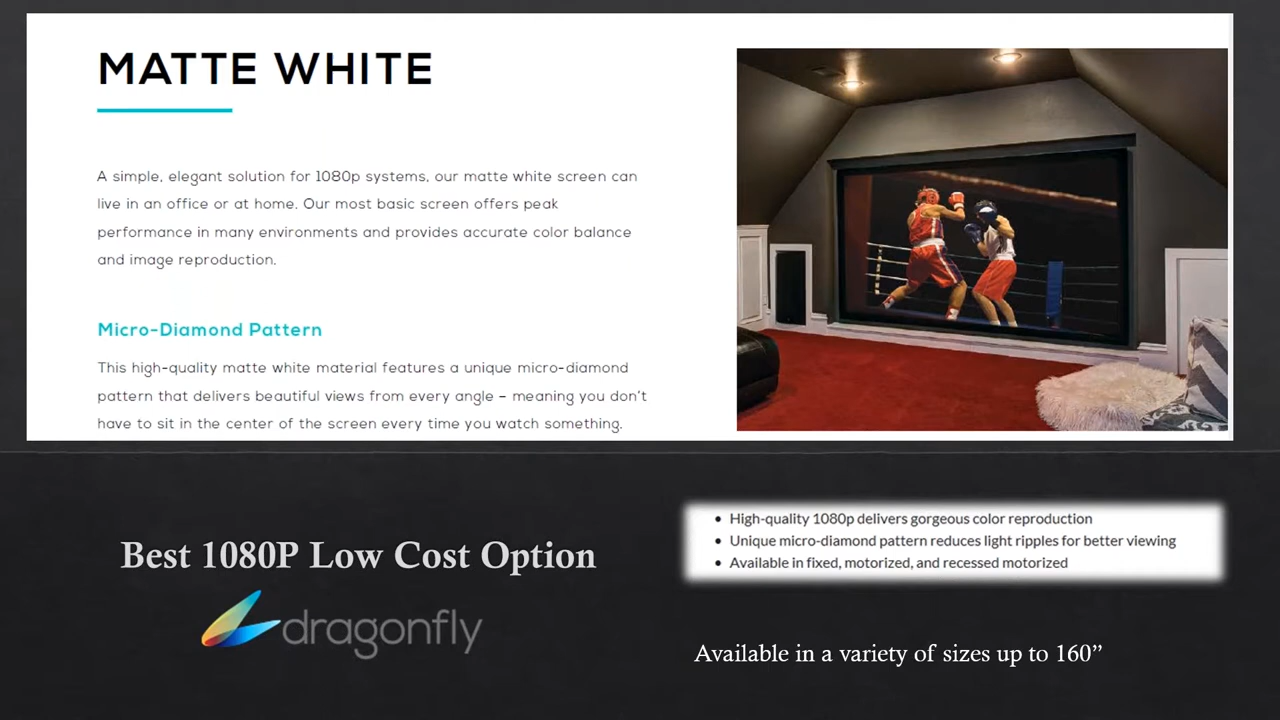 MATTE WHITE
A simple, elegant solution for 1080p systems, our matte white screen can
live in an office or at home. Our most basic screen offers peak
performance in many environments and provides accurate color balance
and image reproduction.
Micro-Diamond Pattern
This high-quality matte white material features a unique micro-diamond
pattern that delivers beautiful views from every angle – meaning you don't
have to sit in the center of the screen every time you watch something.
Best 1080P Low Cost Option
dragonfly
• High-quality 1080p delivers gorgeous color reproduction
• Unique micro-diamond pattern reduces light ripples for better viewing
• Available in fixed, motorized, and recessed motorized
Available in a variety of sizes up to 160”